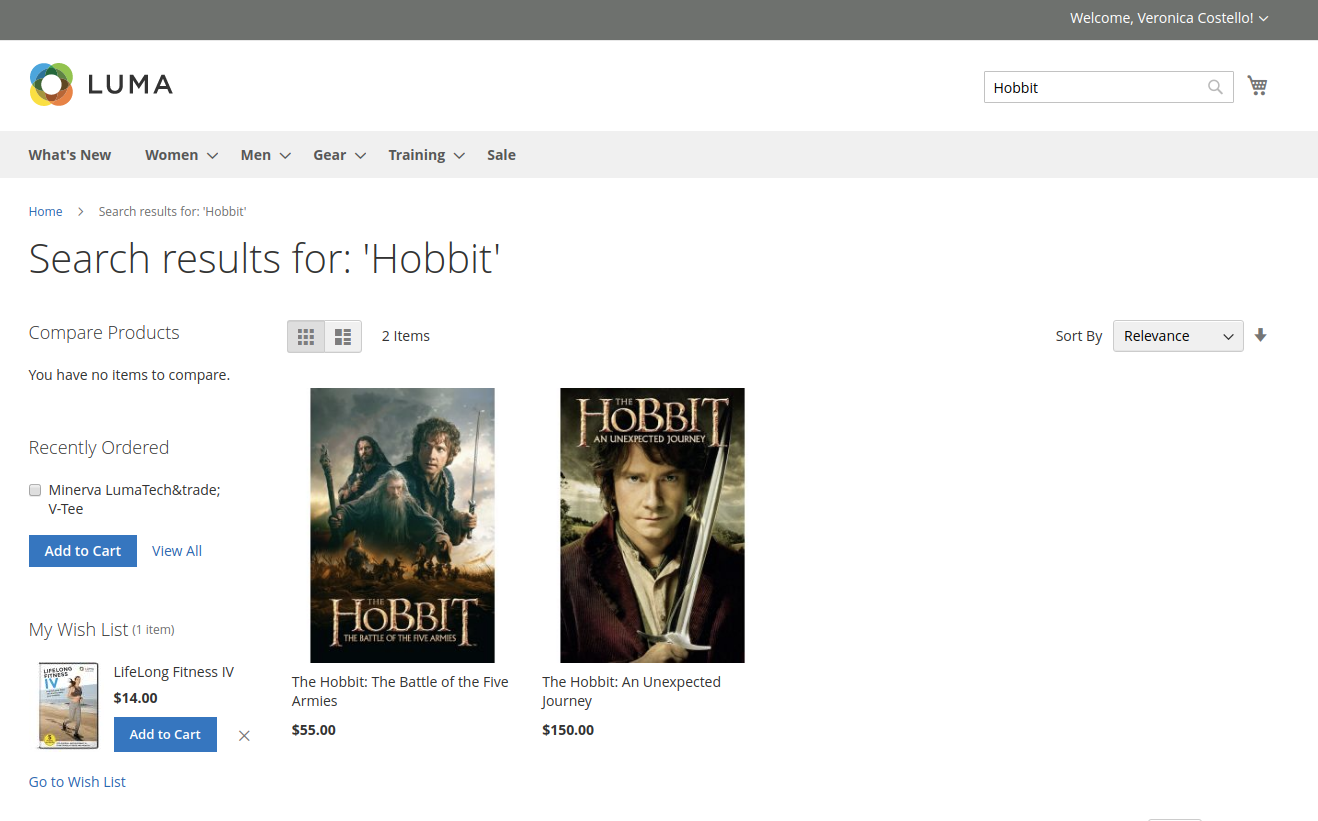 Welcome, Veronica Costello!
LUMA
Hobbit
What's New
Women
Men
Gear
Training
Sale
Home
Search results for: 'Hobbit'
Search results for: 'Hobbit'
Compare Products
You have no items to compare.
2 Items
Sort By
Relevance
Recently Ordered
Minerva LumaTech&trade;
V-Tee
Add to Cart
View All
My Wish List (1 item)
LIFELONG
FITNESS
IV
LifeLong Fitness IV
$14.00
Add to Cart
Go to Wish List
THE
HOBBIT
THE BATTLE OF THE FIVE ARMIES
The Hobbit: The Battle of the Five
Armies
$55.00
THE
HOBBIT
AN UNEXPECTED JOURNEY
The Hobbit: An Unexpected
Journey
$150.00